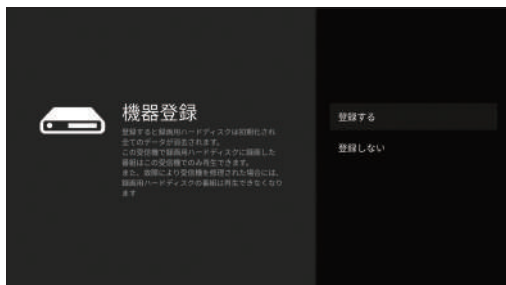 機器登録
登録すると録画用ハードディスクは初期化され
全てのデータが消去されます。
この受信機で録画用ハードディスクに録画した
番組はこの受信機でのみ再生できます。
また、故障により受信機を修理された場合には、
録画用ハードディスクの番組は再生できなくなり
ます
登録する
登録しない